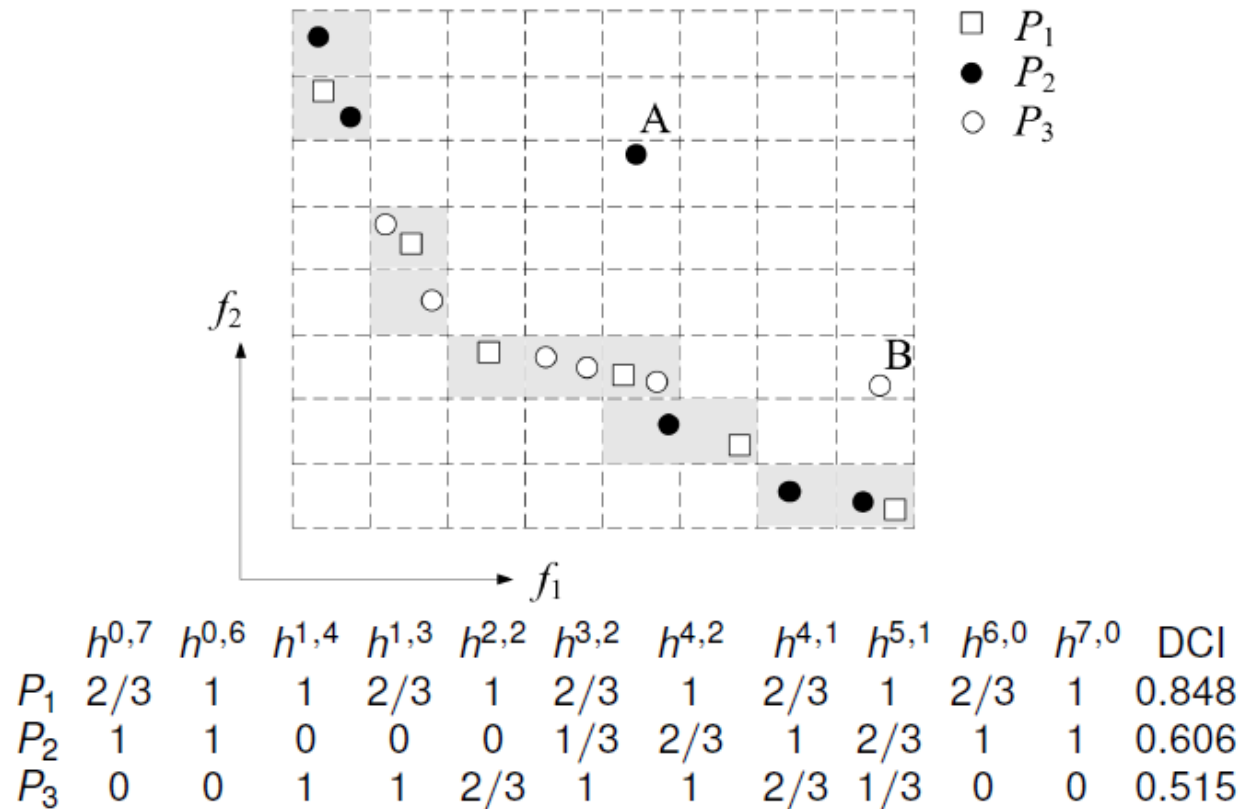 P₁
P₂
A
P₃
f₂
B
f₁
h⁰,⁷ h⁰,⁶ h¹,⁴ h¹,³ h²,² h³,² h⁴,² h⁴,¹ h⁵,¹ h⁶,⁰ h⁷,⁰ DCI
P₁ 2/3 1 1 2/3 1 2/3 1 2/3 1 2/3 1 0.848
P₂ 1 1 0 0 0 1/3 2/3 1 2/3 1 1 0.606
P₃ 0 0 1 1 2/3 1 1 2/3 1/3 0 0 0.515